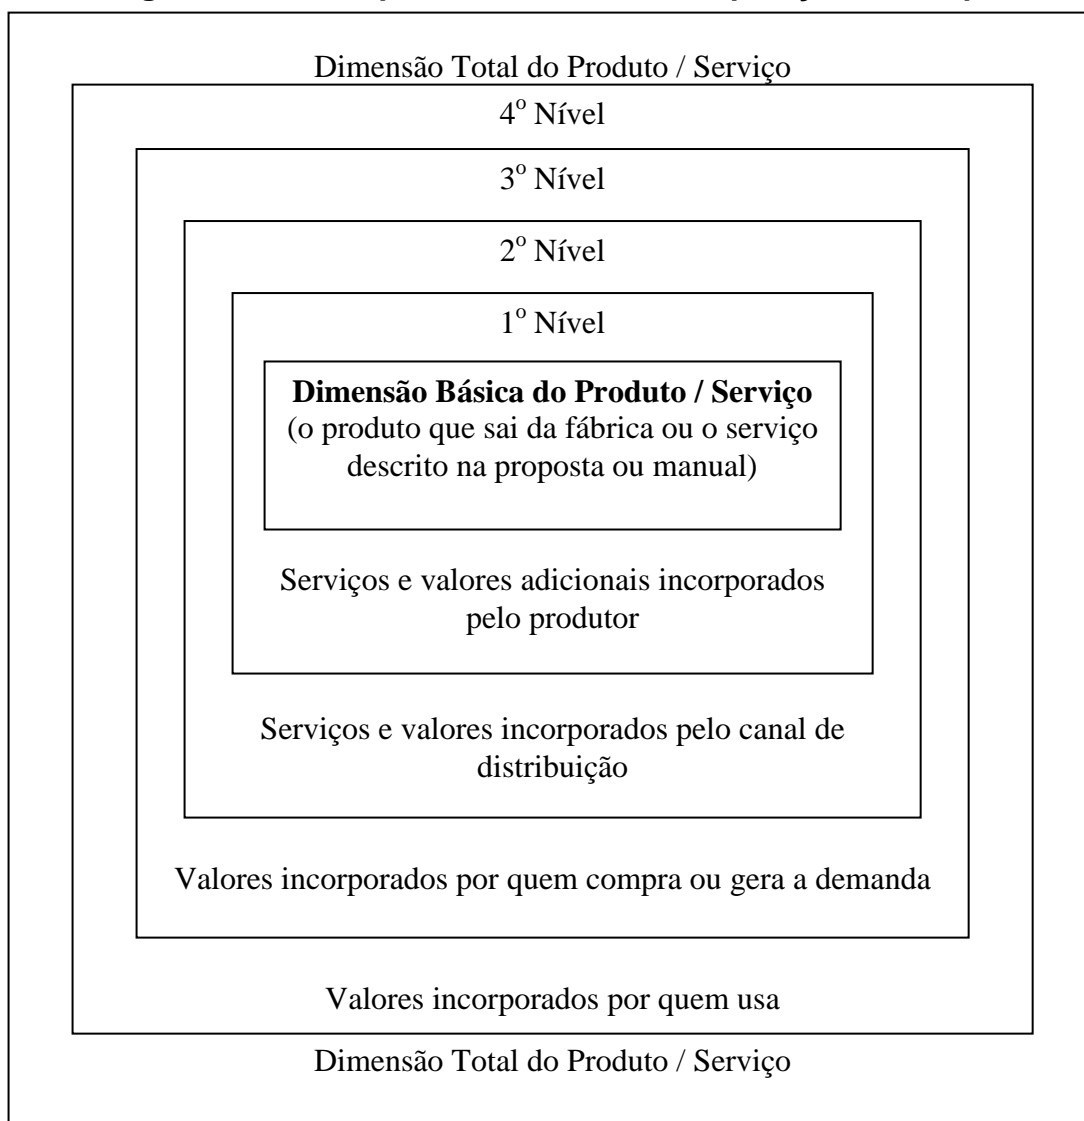 Dimensão Total do Produto / Serviço
4º Nível
3º Nível
2º Nível
1º Nível
Dimensão Básica do Produto / Serviço
(o produto que sai da fábrica ou o serviço
descrito na proposta ou manual)
Serviços e valores adicionais incorporados
pelo produtor
Serviços e valores incorporados pelo canal de
distribuição
Valores incorporados por quem compra ou gera a demanda
Valores incorporados por quem usa
Dimensão Total do Produto / Serviço